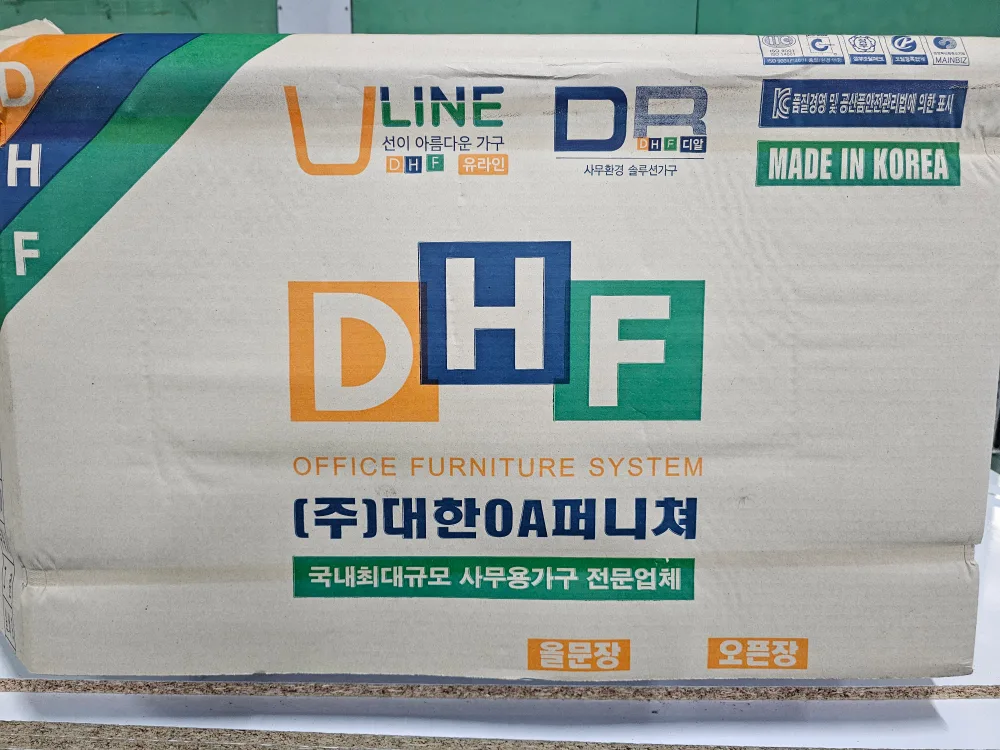 D
H
F
U LINE
선이 아름다운 가구
DHF 유라인
DR
DHF 디알
사무환경 솔루션가구
MAINBIZ
품질경영 및 공산품안전관리법에 의한 표시
MADE IN KOREA
DHF
OFFICE FURNITURE SYSTEM
(주)대한OA퍼니쳐
국내최대규모 사무용가구 전문업체
올문장
오픈장